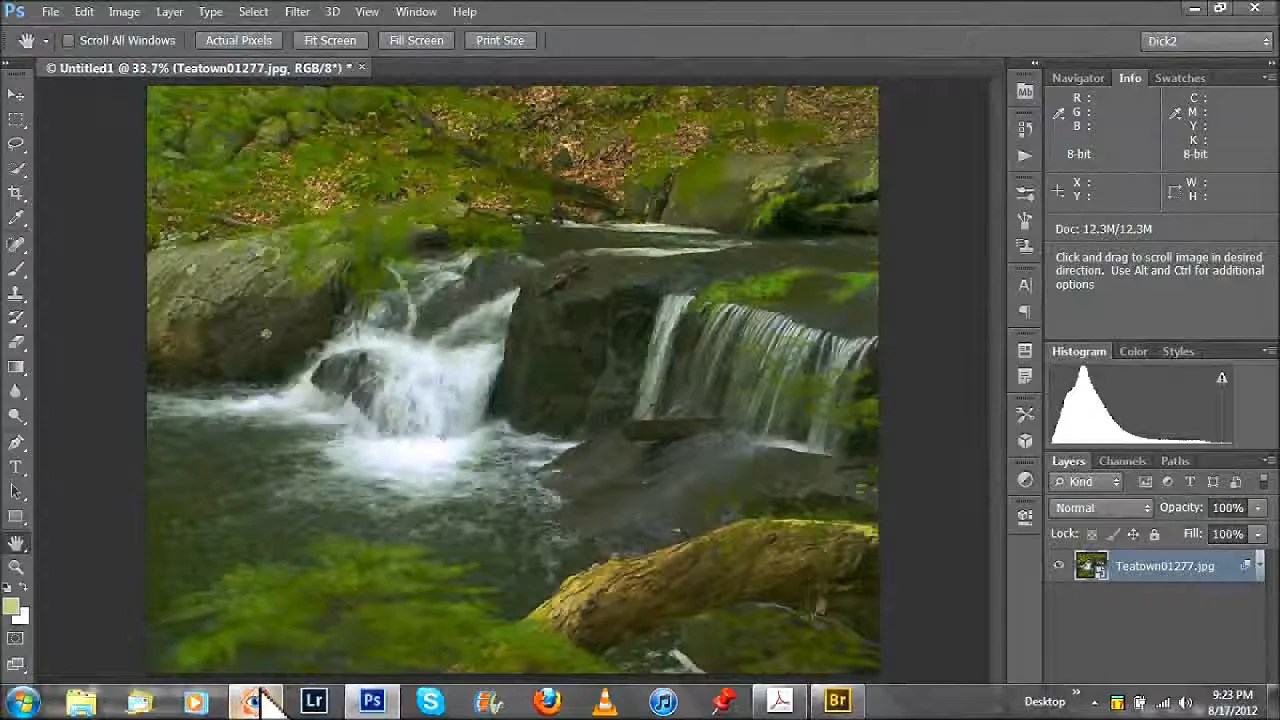 Ps File Edit Image Layer Type Select Filter 3D View Window Help
Scroll All Windows Actual Pixels Fit Screen Fill Screen Print Size Dick2
© Untitled1 @ 33.7% (Teatown01277.jpg, RGB/8*) * ×
Navigator Info Swatches
R : C :
G : M :
B : Y :
K :
8-bit 8-bit
X : W :
Y : H :
Doc: 12.3M/12.3M
Click and drag to scroll image in desired
direction. Use Alt and Ctrl for additional
options
Histogram Color Styles
Layers Channels Paths
Kind T
Normal Opacity: 100%
Lock: Fill: 100%
Teatown01277.jpg
Mb
A|
T
Lr Ps Br Desktop » 9:23 PM
8/17/2012